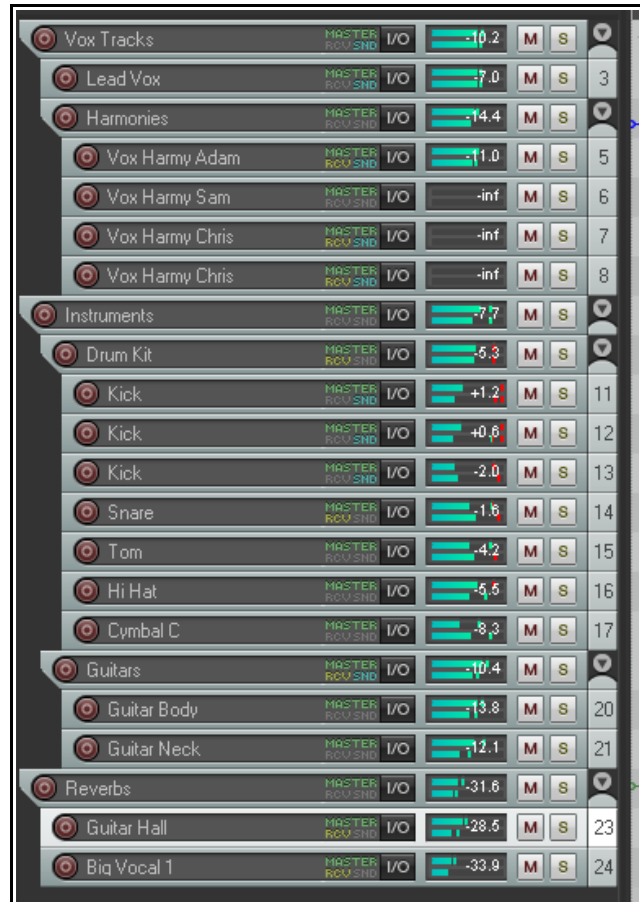 Vox Tracks MASTER RCV SND I/O -10.2 M S
Lead Vox MASTER RCV SND I/O -7.0 M S 3
Harmonies MASTER RCV SND I/O -14.4 M S
Vox Harmy Adam MASTER RCV SND I/O -11.0 M S 5
Vox Harmy Sam MASTER RCV SND I/O -inf M S 6
Vox Harmy Chris MASTER RCV SND I/O -inf M S 7
Vox Harmy Chris MASTER RCV SND I/O -inf M S 8
Instruments MASTER RCV SND I/O -7.7 M S
Drum Kit MASTER RCV SND I/O -5.3 M S
Kick MASTER RCV SND I/O +1.2 M S 11
Kick MASTER RCV SND I/O +0.6 M S 12
Kick MASTER RCV SND I/O -2.0 M S 13
Snare MASTER RCV SND I/O -1.6 M S 14
Tom MASTER RCV SND I/O -4.2 M S 15
Hi Hat MASTER RCV SND I/O -5.5 M S 16
Cymbal C MASTER RCV SND I/O -8.3 M S 17
Guitars MASTER RCV SND I/O -10.4 M S
Guitar Body MASTER RCV SND I/O -13.8 M S 20
Guitar Neck MASTER RCV SND I/O -12.1 M S 21
Reverbs MASTER RCV SND I/O -31.6 M S
Guitar Hall MASTER RCV SND I/O -28.5 M S 23
Big Vocal 1 MASTER RCV SND I/O -33.9 M S 24